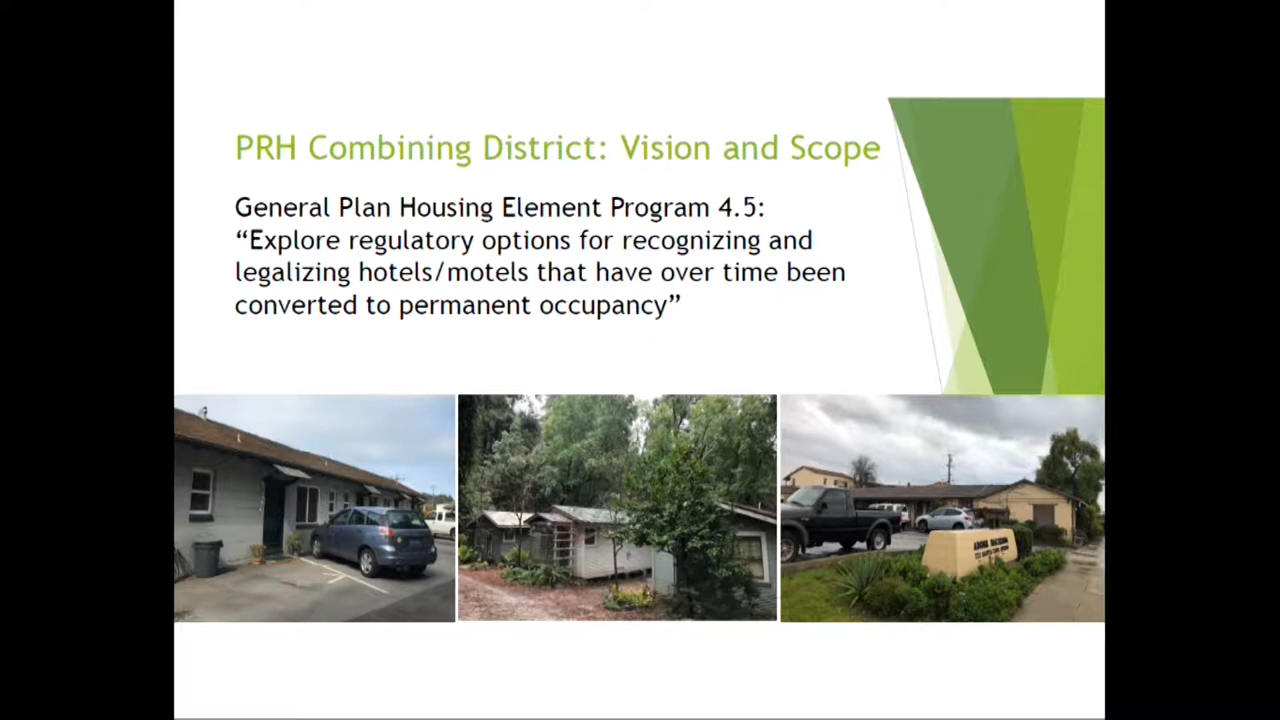 PRH Combining District: Vision and Scope
General Plan Housing Element Program 4.5:
“Explore regulatory options for recognizing and
legalizing hotels/motels that have over time been
converted to permanent occupancy”